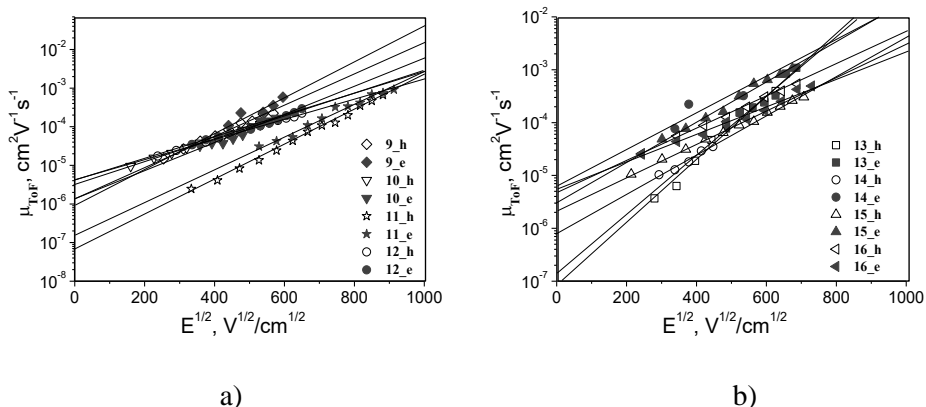 a)
10⁻²
10⁻³
10⁻⁴
10⁻⁵
10⁻⁶
10⁻⁷
10⁻⁸
μToF, cm²V⁻¹s⁻¹
9_h
9_e
10_h
10_e
11_h
11_e
12_h
12_e
0 200 400 600 800 1000
E^1/2, V^1/2/cm^1/2
b)
10⁻²
10⁻³
10⁻⁴
10⁻⁵
10⁻⁶
10⁻⁷
μToF, cm²V⁻¹s⁻¹
13_h
13_e
14_h
14_e
15_h
15_e
16_h
16_e
0 200 400 600 800 1000
E^1/2, V^1/2/cm^1/2
a) b)